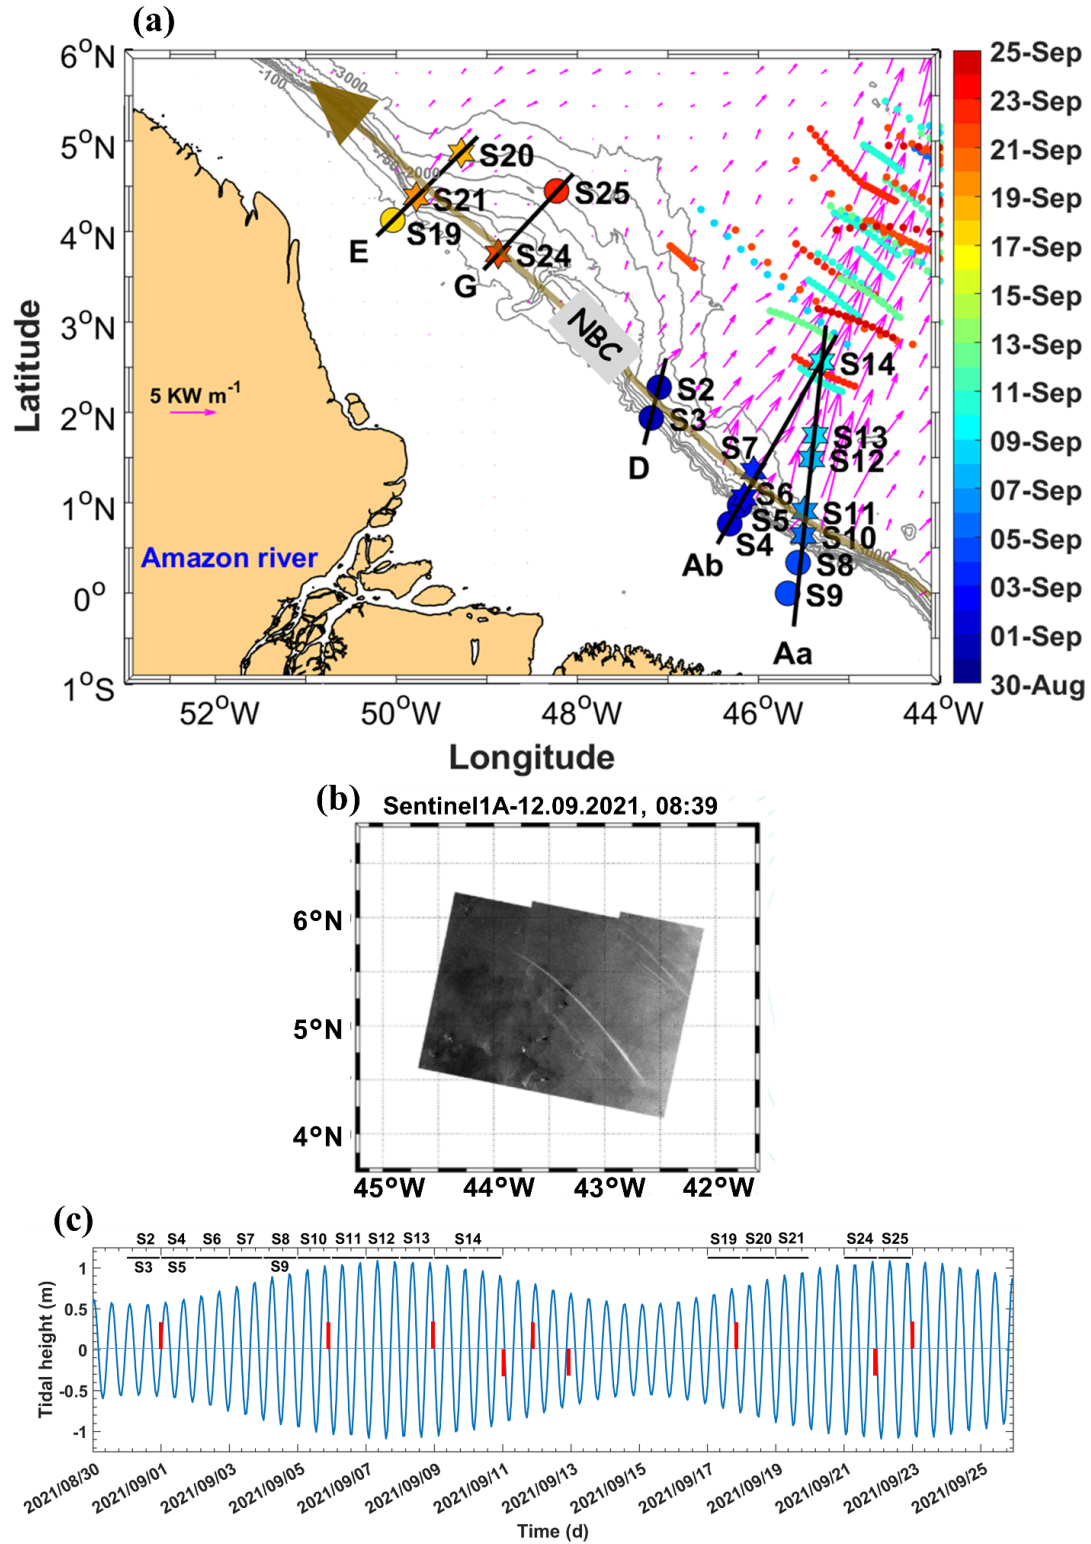 (a)
6°N
5°N
4°N
3°N
2°N
1°N
0°
1°S
Latitude
52°W 50°W 48°W 46°W 44°W
Longitude
-100
-3000
-2000
S20
S21
S25
S19
E
S24
G
NBC
5 KW m-1
S14
S2
S3
D
S7
S13
S12
S6
S5
S11
S4
S10
Ab
S8
S9
Aa
Amazon river
25-Sep
23-Sep
21-Sep
19-Sep
17-Sep
15-Sep
13-Sep
11-Sep
09-Sep
07-Sep
05-Sep
03-Sep
01-Sep
30-Aug
(b)
Sentinel1A-12.09.2021, 08:39
6°N
5°N
4°N
45°W 44°W 43°W 42°W
(c)
S2 S4 S6 S7 S8 S10 S11 S12 S13 S14 S19 S20 S21 S24 S25
S3 S5 S9
1
0.5
0
-0.5
-1
Tidal height (m)
2021/08/30 2021/09/01 2021/09/03 2021/09/05 2021/09/07 2021/09/09 2021/09/11 2021/09/13 2021/09/15 2021/09/17 2021/09/19 2021/09/21 2021/09/23 2021/09/25
Time (d)